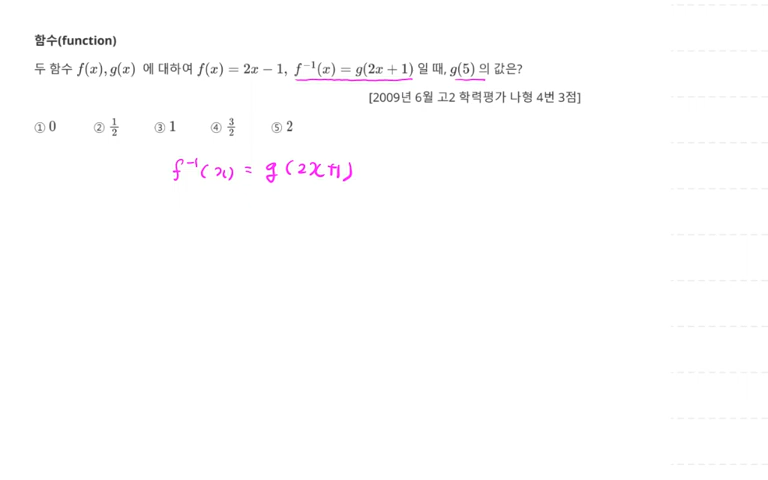 함수(function)
두 함수 f(x), g(x) 에 대하여 f(x) = 2x − 1, f⁻¹(x) = g(2x + 1) 일 때, g(5) 의 값은?
[2009년 6월 고2 학력평가 나형 4번 3점]
① 0 ② 1/2 ③ 1 ④ 3/2 ⑤ 2
f⁻¹(x) = g(2x+1)